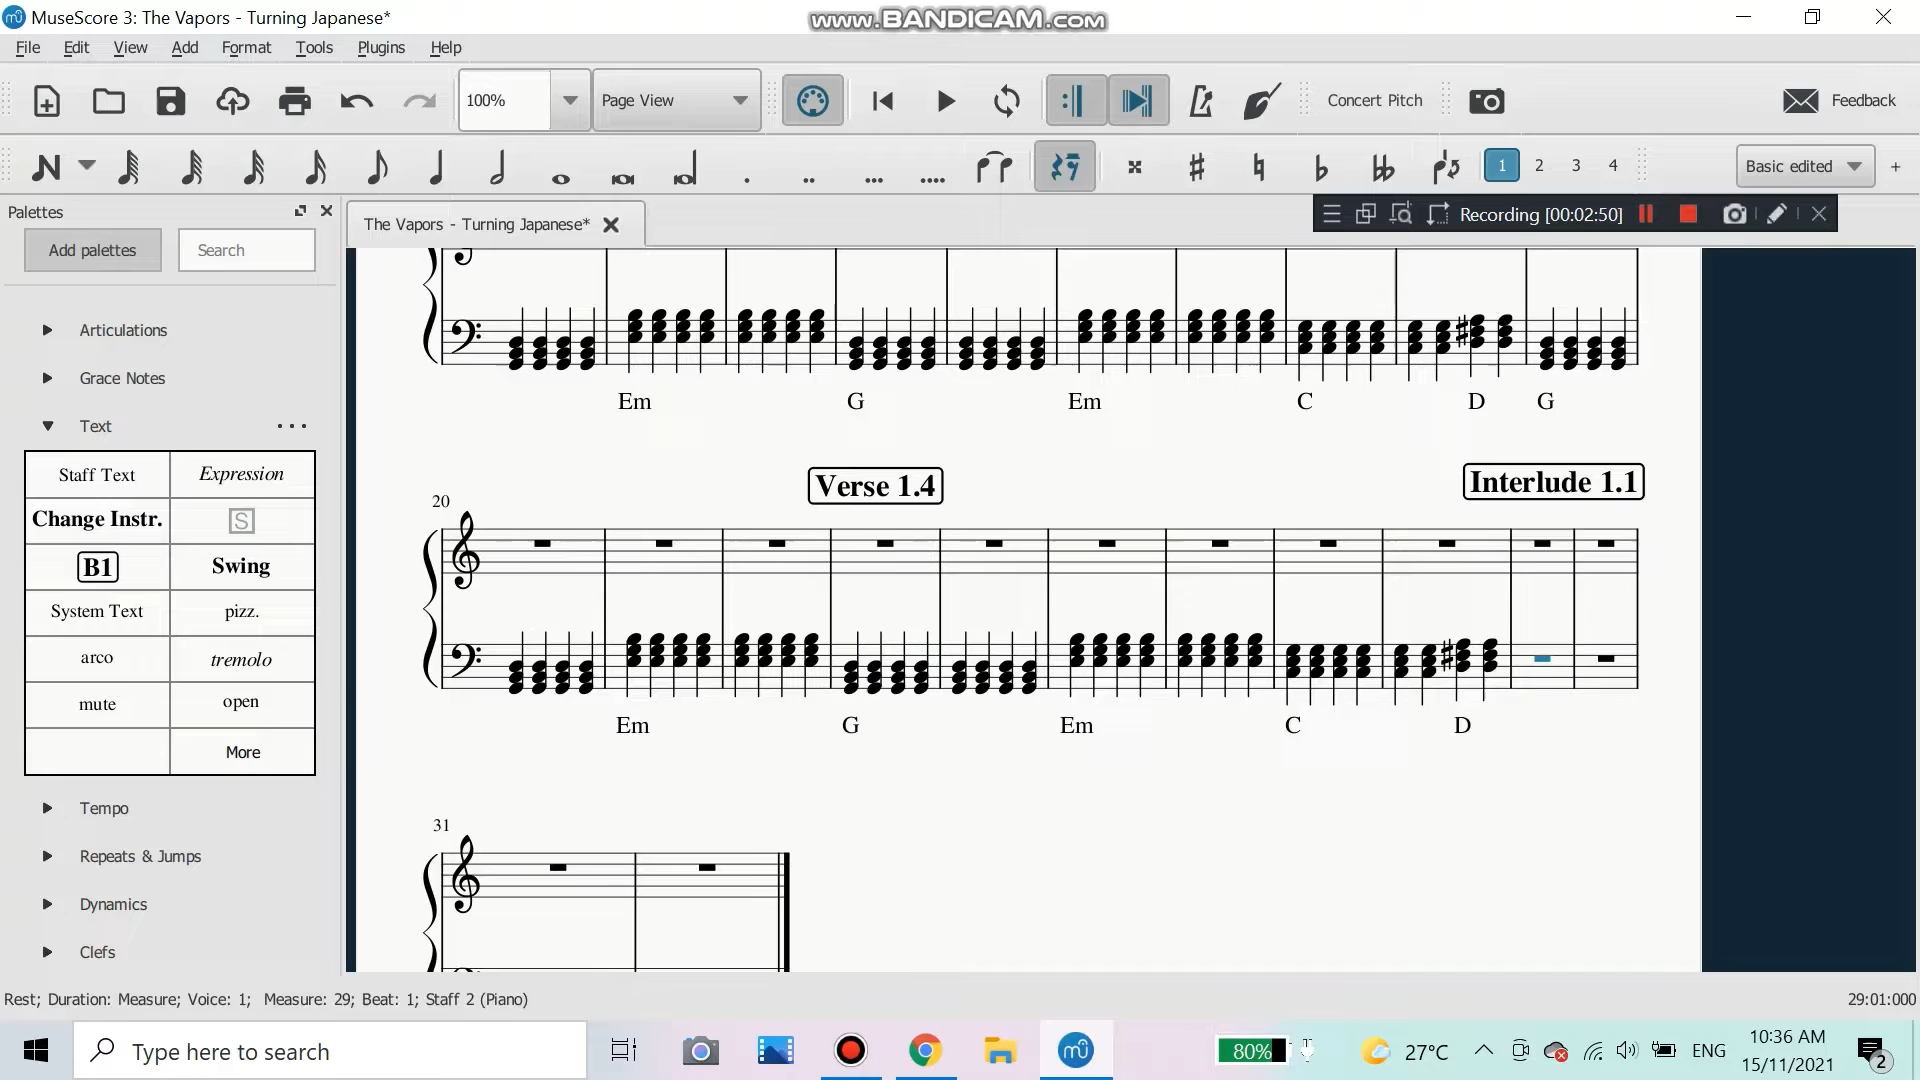 MuseScore 3: The Vapors - Turning Japanese*
www.BANDICAM.com
File Edit View Add Format Tools Plugins Help
100%
Page View
Concert Pitch
Feedback
1 2 3 4
Basic edited
+
Palettes
The Vapors - Turning Japanese*
Recording [00:02:50]
Add palettes
Search
Articulations
Grace Notes
Text
...
Staff Text
Expression
Change Instr.
S
B1
Swing
System Text
pizz.
arco
tremolo
mute
open
More
Tempo
Repeats & Jumps
Dynamics
Clefs
Em G Em C D G
Verse 1.4
Interlude 1.1
20
Em G Em C D
31
Rest; Duration: Measure; Voice: 1; Measure: 29; Beat: 1; Staff 2 (Piano)
29:01:000
Type here to search
80%
27°C
ENG
10:36 AM
15/11/2021
2